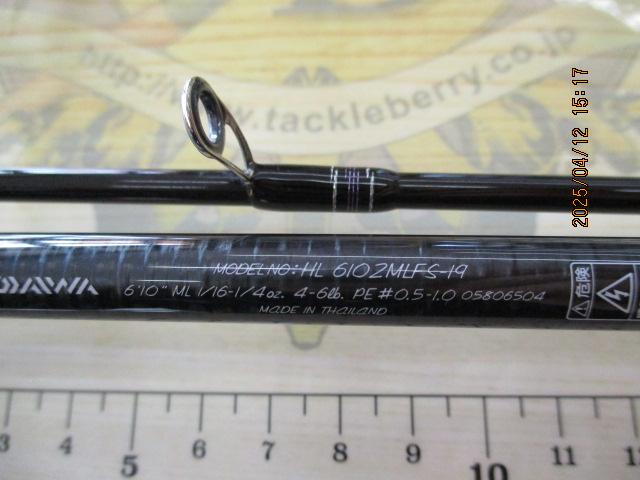 http://www.tackleberry.co.jp
2025/04/12 15:17
DAIWA
MODEL NO.: HL 6102MLFS-19
6'10" ML 1/16-1/4oz. 4-6lb. PE #0.5-1.0 05806504
MADE IN THAILAND
危険
3 4 5 6 7 8 9 10 11 12